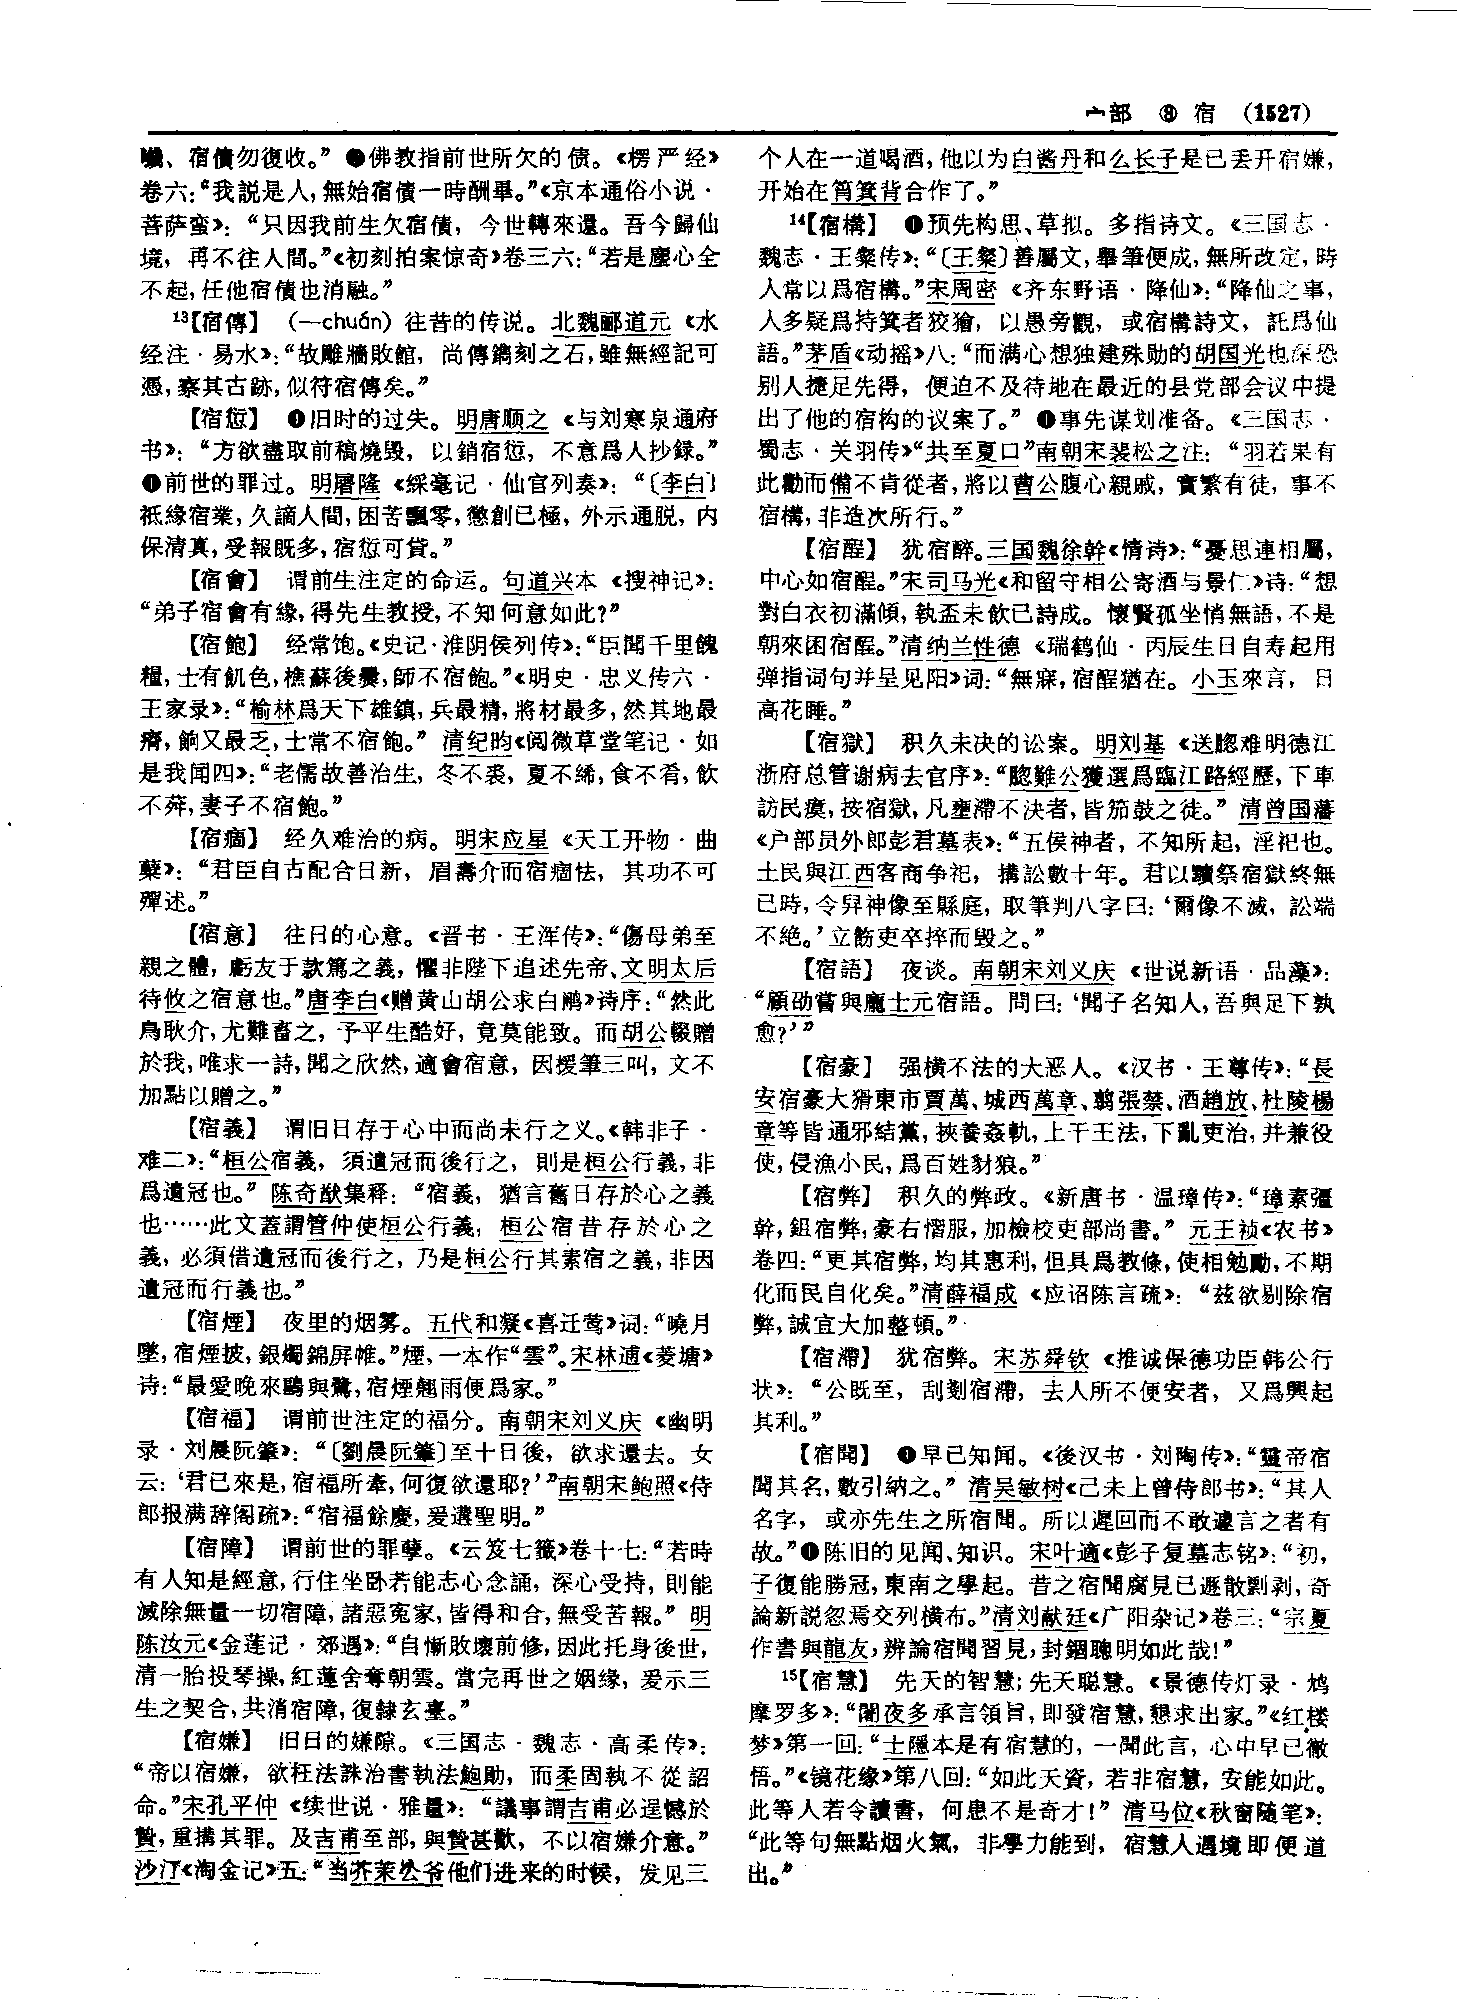 宀部 ⑧ 宿 (1527)
曦、宿債勿復收。”❷佛教指前世所欠的债。《楞严经》
卷六:“我説是人,無始宿債一時酬畢。”《京本通俗小说·
菩萨蛮》:“只因我前生欠宿債,今世轉來還。吾今歸仙
境,再不往人間。”《初刻拍案惊奇》卷三六:“若是塵心全
不起,任他宿債也消融。”
13【宿傳】 (—chuán) 往昔的传说。北魏郦道元《水
经注·易水》:“故雕牆敗館,尚傳鐫刻之石,雖無經記可
憑,察其古跡,似符宿傳矣。”
【宿愆】 ❶旧时的过失。明唐顺之《与刘寒泉通府
书》:“方欲盡取前稿燒毁,以銷宿愆,不意爲人抄録。”
❷前世的罪过。明屠隆《綵毫记·仙官列奏》:“〔李白〕
祇緣宿業,久謫人間,困苦飄零,懲創已極,外示通脱,内
保清真,受報既多,宿愆可貸。”
【宿會】 谓前生注定的命运。句道兴本《搜神记》:
“弟子宿會有緣,得先生教授,不知何意如此?”
【宿飽】 经常饱。《史记·淮阴侯列传》:“臣聞千里餽
糧,士有飢色,樵蘇後爨,師不宿飽。”《明史·忠义传六·
王家录》:“榆林爲天下雄鎮,兵最精,將材最多,然其地最
瘠,餉又最乏,士常不宿飽。”清纪昀《阅微草堂笔记·如
是我闻四》:“老儒故善治生,冬不裘,夏不絺,食不肴,飲
不荈,妻子不宿飽。”
【宿痼】 经久难治的病。明宋应星《天工开物·曲
糵》:“君臣自古配合日新,眉壽介而宿痼怯,其功不可
殫述。”
【宿意】 往日的心意。《晋书·王浑传》:“傷母弟至
親之體,虧友于款篤之義,懼非陛下追述先帝、文明太后
待攸之宿意也。”唐李白《赠黄山胡公求白鹇》诗序:“然此
鳥耿介,尤難畜之,予平生酷好,竟莫能致。而胡公輟贈
於我,唯求一詩,聞之欣然,適會宿意,因援筆三叫,文不
加點以贈之。”
【宿義】 谓旧日存于心中而尚未行之义。《韩非子·
难二》:“桓公宿義,須遺冠而後行之,則是桓公行義,非
爲遺冠也。”陈奇猷集释:“宿義,猶言舊日存於心之義
也……此文蓋謂管仲使桓公行義,桓公宿昔存於心之
義,必須借遺冠而後行之,乃是桓公行其素宿之義,非因
遺冠而行義也。”
【宿煙】 夜里的烟雾。五代和凝《喜迁莺》词:“曉月
墜,宿煙披,銀燭錦屏帷。”煙,一本作“雲”。宋林逋《菱塘》
诗:“最愛晚來鷗與鷺,宿煙翹雨便爲家。”
【宿福】 谓前世注定的福分。南朝宋刘义庆《幽明
录·刘晨阮肇》:“〔劉晨阮肇〕至十日後,欲求還去。女
云:‘君已來是,宿福所牽,何復欲還耶?’”南朝宋鲍照《侍
郎报满辞阁疏》:“宿福餘慶,爰遘聖明。”
【宿障】 谓前世的罪孽。《云笈七籤》卷十七:“若時
有人知是經意,行住坐卧若能志心念誦,深心受持,則能
滅除無量一切宿障,諸惡寃家,皆得和合,無受苦報。”明
陈汝元《金莲记·郊遇》:“自慚敗壞前修,因此托身後世,
清一胎投琴操,紅蓮舍奪朝雲。當完再世之姻缘,爰示三
生之契合,共消宿障,復隸玄臺。”
【宿嫌】 旧日的嫌隙。《三国志·魏志·高柔传》:
“帝以宿嫌,欲枉法誅治書執法鮑勛,而柔固執不從詔
命。”宋孔平仲《续世说·雅量》:“議事謂吉甫必逞憾於
贄,重搆其罪。及吉甫至部,與贄甚歡,不以宿嫌介意。”
沙汀《淘金记》五:“当芥茉公爷他们进来的时候,发见三
个人在一道喝酒,他以为白酱丹和么长子是已丢开宿嫌,
开始在筲箕背合作了。”
14【宿構】 ❶预先构思、草拟。多指诗文。《三国志·
魏志·王粲传》:“〔王粲〕善屬文,舉筆便成,無所改定,時
人常以爲宿構。”宋周密《齐东野语·降仙》:“降仙之事,
人多疑爲持箕者狡獪,以愚旁觀,或宿構詩文,託爲仙
語。”茅盾《动摇》八:“而满心想独建殊勋的胡国光也深恐
别人捷足先得,便迫不及待地在最近的县党部会议中提
出了他的宿构的议案了。”❷事先谋划准备。《三国志·
蜀志·关羽传》“共至夏口”南朝宋裴松之注:“羽若果有
此勸而備不肯從者,將以曹公腹心親戚,實繁有徒,事不
宿構,非造次所行。”
【宿酲】 犹宿醉。三国魏徐幹《情诗》:“憂思連相屬,
中心如宿酲。”宋司马光《和留守相公寄酒与景仁》诗:“想
對白衣初滿傾,執盃未飲已詩成。懷賢孤坐悄無語,不是
朝來困宿酲。”清纳兰性德《瑞鹤仙·丙辰生日自寿起用
弹指词句并呈见阳》词:“無寐,宿酲猶在。小玉來言,日
高花睡。”
【宿獄】 积久未决的讼案。明刘基《送月忽难明德江
浙府总管谢病去官序》:“月忽難公獲選爲臨江路經歷,下車
訪民瘼,按宿獄,凡壅滯不決者,皆笳鼓之徒。”清曾国藩
《户部员外郎彭君墓表》:“五侯神者,不知所起,淫祀也。
土民與江西客商争祀,搆訟數十年。君以黷祭宿獄終無
已時,令舁神像至縣庭,取筆判八字曰:‘爾像不滅,訟端
不絶。’立飭吏卒捽而毁之。”
【宿語】 夜谈。南朝宋刘义庆《世说新语·品藻》:
“顧劭嘗與龐士元宿語。問曰:‘聞子名知人,吾與足下孰
愈?’”
【宿豪】 强横不法的大恶人。《汉书·王尊传》:“長
安宿豪大猾東市賈萬、城西萬章、翦張禁、酒趙放、杜陵楊
章等皆通邪結黨,挾養姦軌,上干王法,下亂吏治,并兼役
使,侵漁小民,爲百姓豺狼。”
【宿弊】 积久的弊政。《新唐书·温璋传》:“璋素彊
幹,鉏宿弊,豪右慴服,加檢校吏部尚書。”元王祯《农书》
卷四:“更其宿弊,均其惠利,但具爲教條,使相勉勵,不期
化而民自化矣。”清薛福成《应诏陈言疏》:“兹欲剔除宿
弊,誠宜大加整頓。”
【宿滯】 犹宿弊。宋苏舜钦《推诚保德功臣韩公行
状》:“公既至,刮剗宿滯,去人所不便安者,又爲興起
其利。”
【宿聞】 ❶早已知闻。《後汉书·刘陶传》:“靈帝宿
聞其名,數引納之。”清吴敏树《己未上曾侍郎书》:“其人
名字,或亦先生之所宿聞。所以遲回而不敢遽言之者有
故。”❷陈旧的见闻、知识。宋叶適《彭子复墓志铭》:“初,
子復能勝冠,東南之學起。昔之宿聞腐見已遯散剽剥,奇
論新説忽焉交列橫布。”清刘献廷《广阳杂记》卷三:“宗夏
作書與龍友,辨論宿聞習見,封錮聰明如此哉!”
15【宿慧】 先天的智慧;先天聪慧。《景德传灯录·鸠
摩罗多》:“闍夜多承言領旨,即發宿慧,懇求出家。”《红楼
梦》第一回:“士隱本是有宿慧的,一聞此言,心中早已徹
悟。”《镜花缘》第八回:“如此天資,若非宿慧,安能如此。
此等人若令讀書,何患不是奇才!”清马位《秋窗随笔》:
“此等句無點烟火氣,非學力能到,宿慧人遇境即便道
出。”